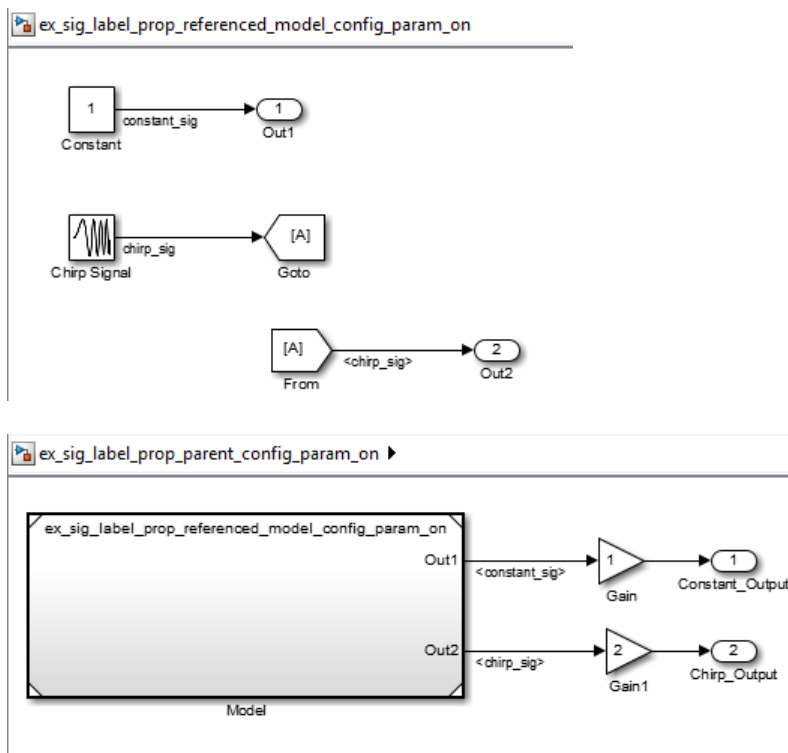 ex_sig_label_prop_referenced_model_config_param_on
1
constant_sig
1
Constant
Out1
chirp_sig
[A]
Chirp Signal
Goto
[A]
<chirp_sig>
2
From
Out2
ex_sig_label_prop_parent_config_param_on
ex_sig_label_prop_referenced_model_config_param_on
Out1
<constant_sig>
1
Gain
1
Constant_Output
Out2
<chirp_sig>
2
Gain1
2
Chirp_Output
Model